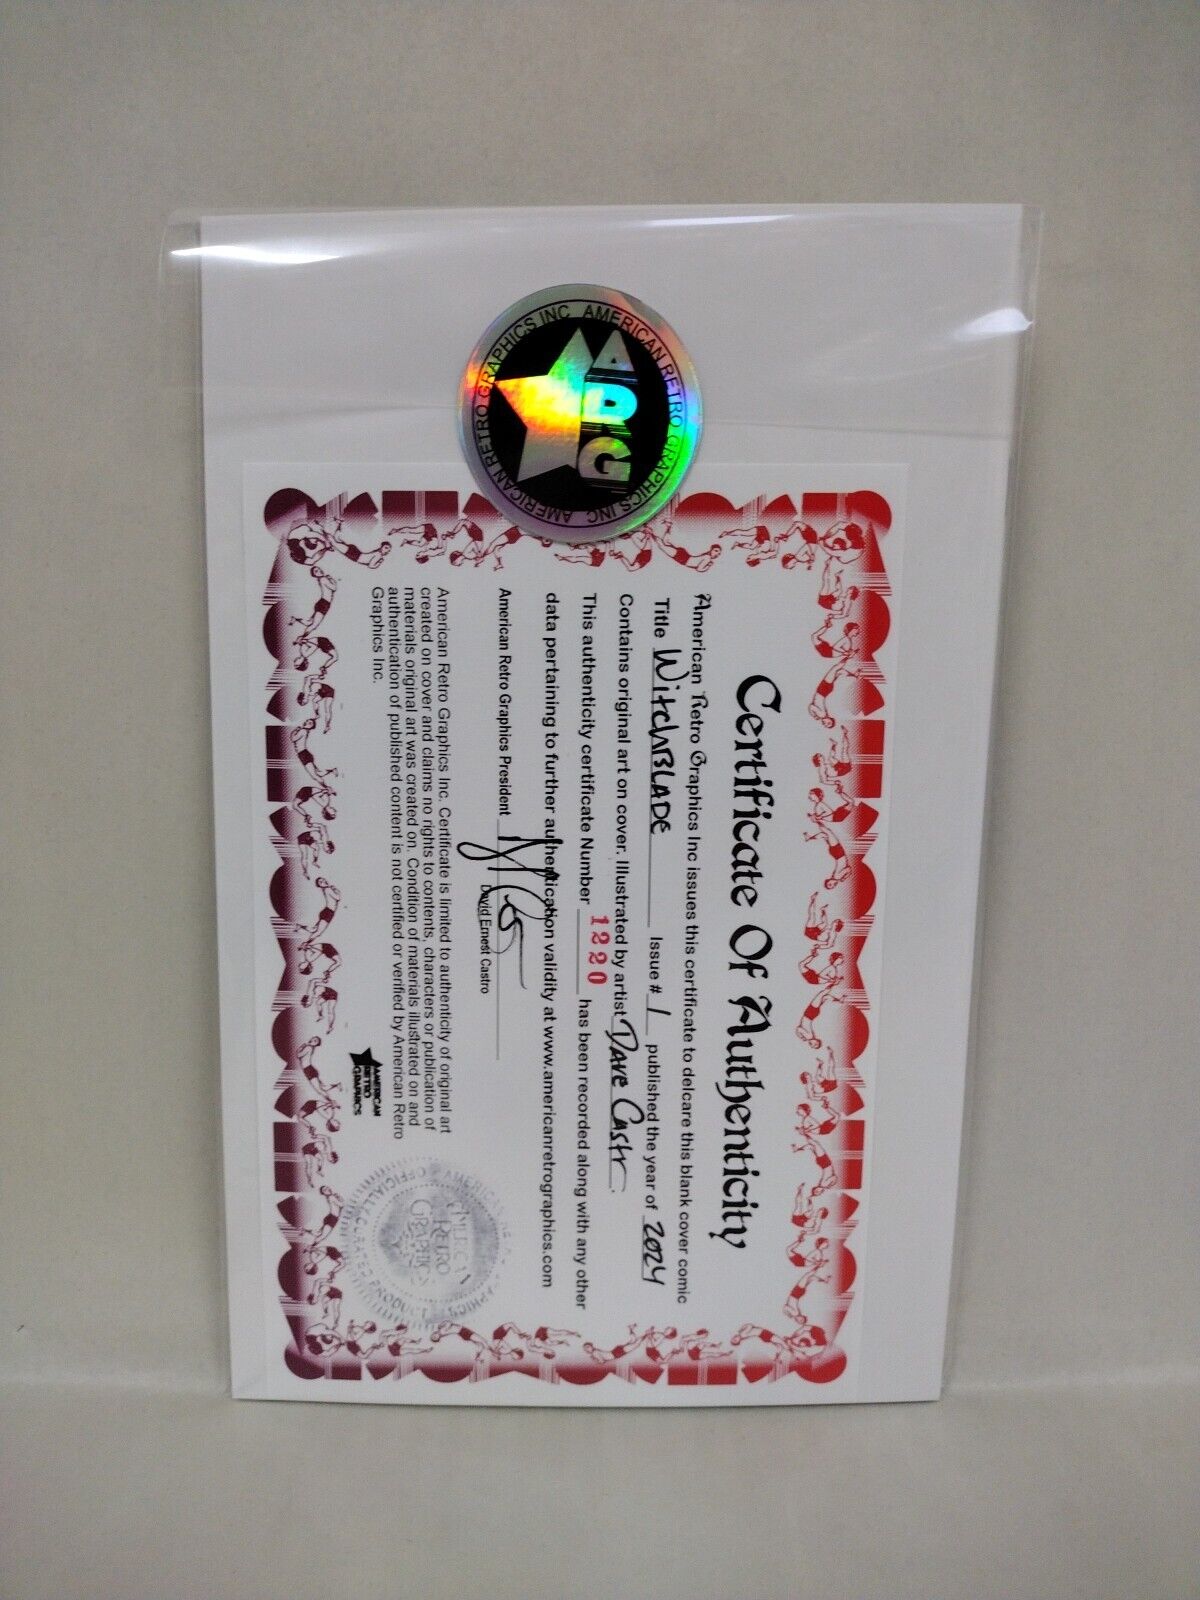 AMERICAN RETRO GRAPHICS INC AMERICAN RETRO GRAPHICS INC
ARG
Certificate Of Authenticity
American Retro Graphics Inc issues this certificate to delcare this blank cover comic
Title WitchBLADE Issue # 1 published the year of 2024
Contains original art on cover. Illustrated by artist Dave Castr
This authenticity certificate Number 1220 has been recorded along with any other
data pertaining to further authentication validity at www.americanretrographics.com
American Retro Graphics President
David Ernest Castro
American Retro Graphics Inc. Certificate is limited to authenticity of original art
created on cover and claims no rights to contents, characters or publication of
materials original art was created on. Condition of materials illustrated on and
authentication of published content is not certified or verified by American Retro
Graphics Inc.
AMERICAN
RETRO
GRAPHICS
AMERICAN
RETRO
GRAPHICS